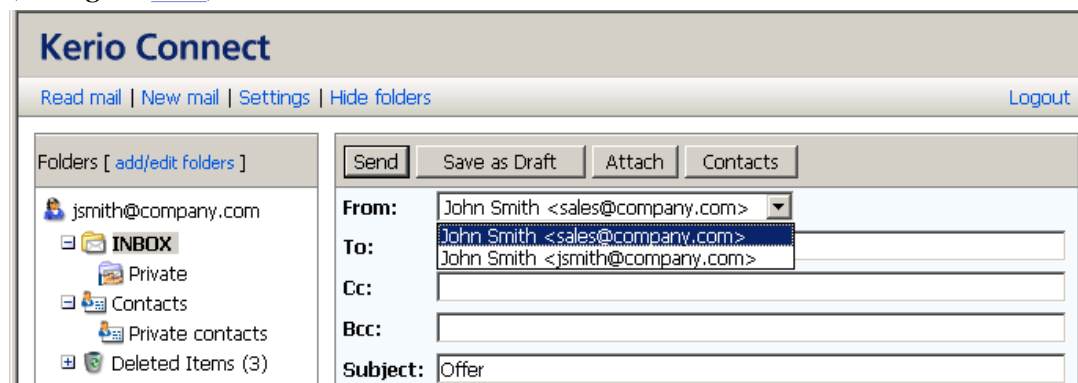 Kerio Connect
Read mail | New mail | Settings | Hide folders
Logout
Folders [ add/edit folders ]
jsmith@company.com
INBOX
Private
Contacts
Private contacts
Deleted Items (3)
Send
Save as Draft
Attach
Contacts
From: John Smith <sales@company.com>
John Smith <sales@company.com>
John Smith <jsmith@company.com>
To:
Cc:
Bcc:
Subject: Offer